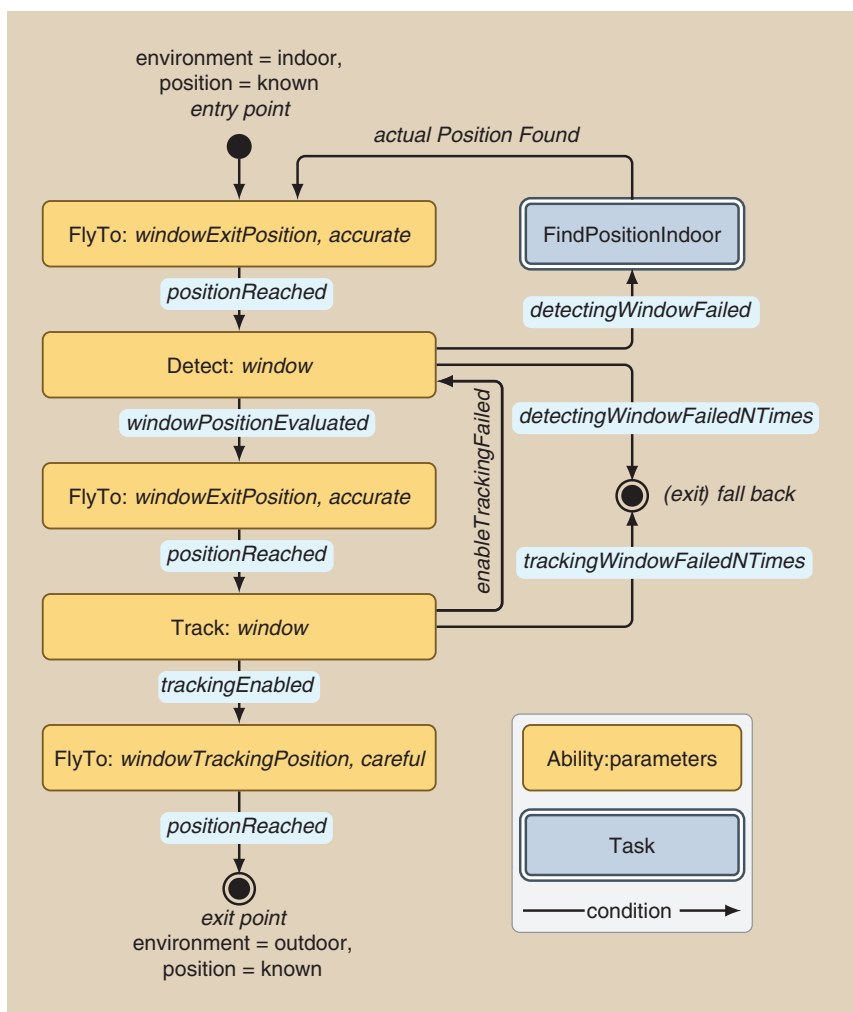 environment = indoor,
position = known
entry point
actual Position Found
FlyTo: windowExitPosition, accurate
FindPositionIndoor
positionReached
detectingWindowFailed
Detect: window
windowPositionEvaluated
enableTrackingFailed
detectingWindowFailedNTimes
FlyTo: windowExitPosition, accurate
(exit) fall back
positionReached
trackingWindowFailedNTimes
Track: window
trackingEnabled
FlyTo: windowTrackingPosition, careful
positionReached
exit point
environment = outdoor,
position = known
Ability:parameters
Task
condition